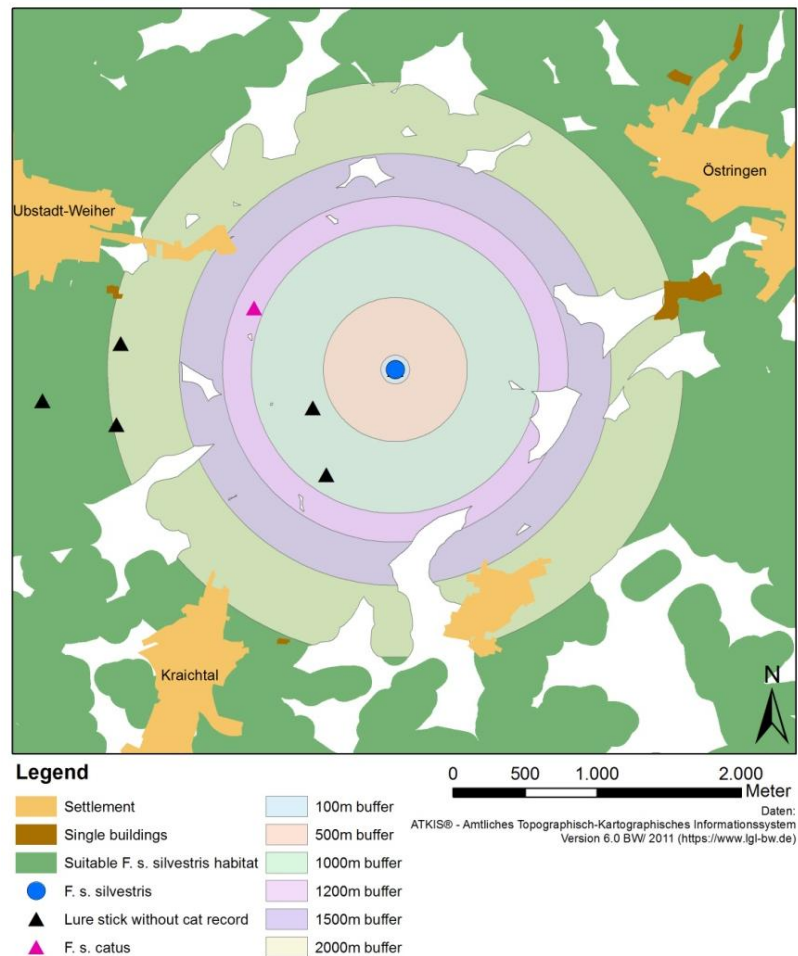 Östringen
Ubstadt-Weiher
Kraichtal
N
Legend
Settlement
Single buildings
Suitable F. s. silvestris habitat
F. s. silvestris
Lure stick without cat record
F. s. catus
100m buffer
500m buffer
1000m buffer
1200m buffer
1500m buffer
2000m buffer
0 500 1.000 2.000
Meter
Daten:
ATKIS® - Amtliches Topographisch-Kartographisches Informationssystem
Version 6.0 BW/ 2011 (https://www.lgl-bw.de)